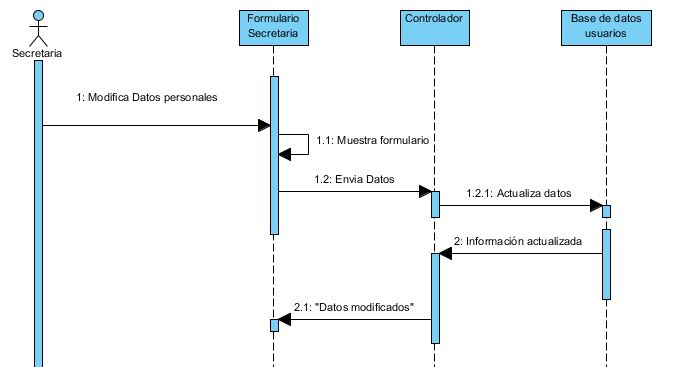 Formulario
Secretaria
Controlador
Base de datos
usuarios
Secretaria
1: Modifica Datos personales
1.1: Muestra formulario
1.2: Envia Datos
1.2.1: Actualiza datos
2: Información actualizada
2.1: "Datos modificados"